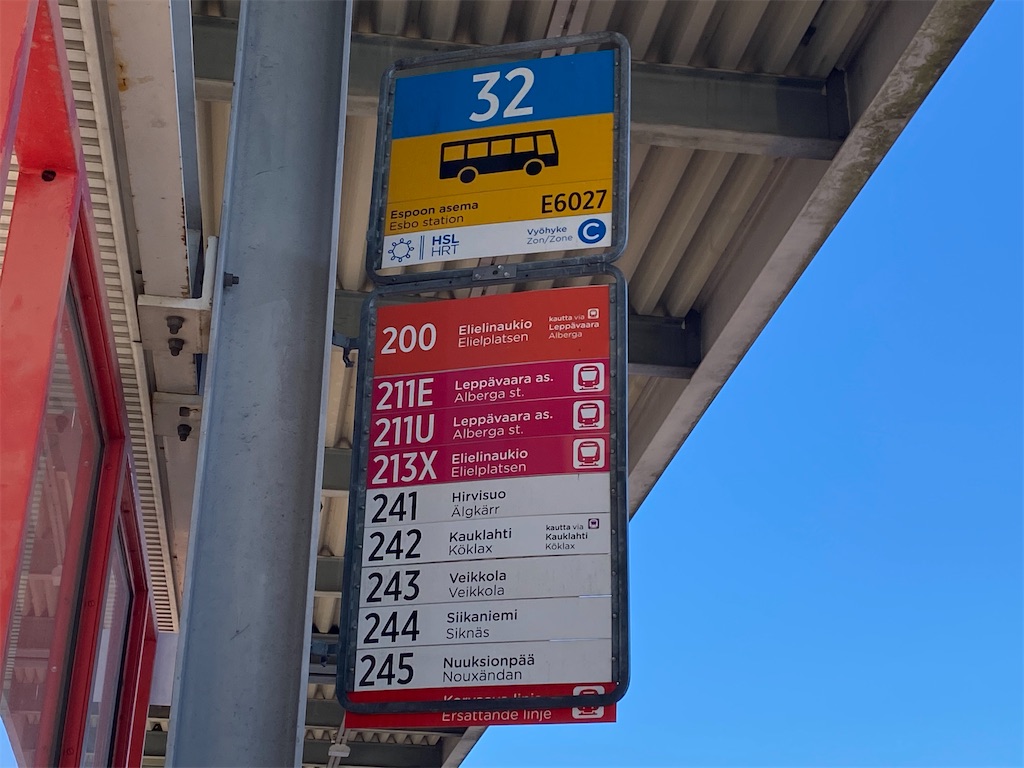 32
Espoon asema
Esbo station
E6027
HSL
HRT
Vyöhyke
Zon/Zone
C
200
Elielinaukio
Elielplatsen
kautta via
Leppävaara
Alberga
211E
Leppävaara as.
Alberga st.
211U
Leppävaara as.
Alberga st.
213X
Elielinaukio
Elielplatsen
241
Hirvisuo
Älgkärr
242
Kauklahti
Köklax
kautta via
Kauklahti
Köklax
243
Veikkola
Veikkola
244
Siikaniemi
Siknäs
245
Nuuksionpää
Nouxändan
Korvaava linja
Ersättande linje